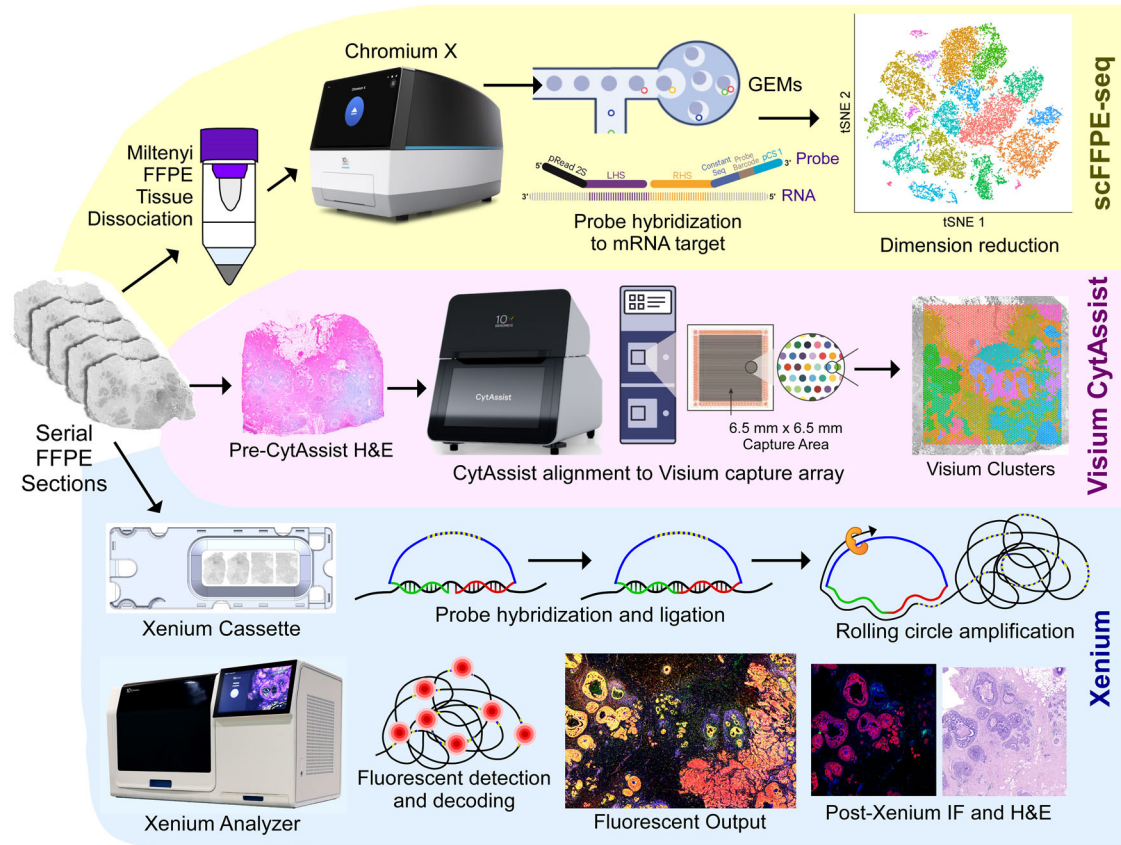 Chromium X
Miltenyi
FFPE
Tissue
Dissociation
GEMs
5'
pRead 2S
LHS
RHS
Constant
Seq
Probe
Barcode
pCS 1
3'
Probe
3'
5'
RNA
Probe hybridization
to mRNA target
tSNE 2
tSNE 1
Dimension reduction
scFFPE-seq
Serial
FFPE
Sections
Pre-CytAssist H&E
10X
GENOMICS
CytAssist
CytAssist alignment to Visium capture array
6.5 mm x 6.5 mm
Capture Area
Visium Clusters
Visium CytAssist
Xenium Cassette
Probe hybridization and ligation
Rolling circle amplification
Xenium Analyzer
Fluorescent detection
and decoding
Fluorescent Output
Post-Xenium IF and H&E
Xenium